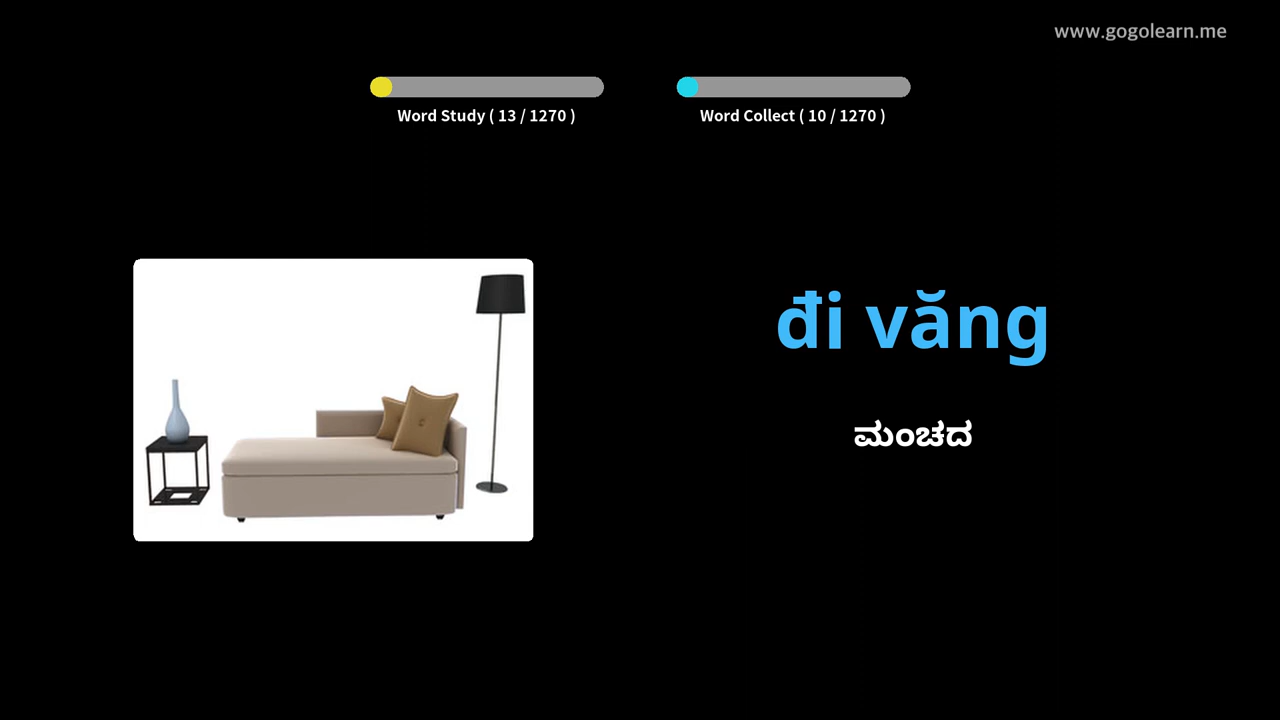 www.gogolearn.me
Word Study ( 13 / 1270 )
Word Collect ( 10 / 1270 )
đi văng
ಮಂಚದ